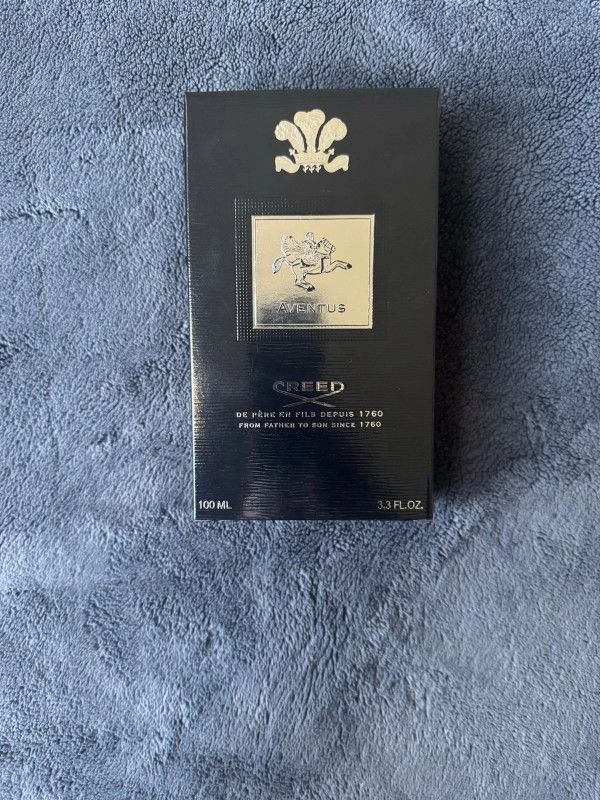 AVENTUS
CREED
DE PÈRE EN FILS DEPUIS 1760
FROM FATHER TO SON SINCE 1760
100 ML
3.3 FL.OZ.